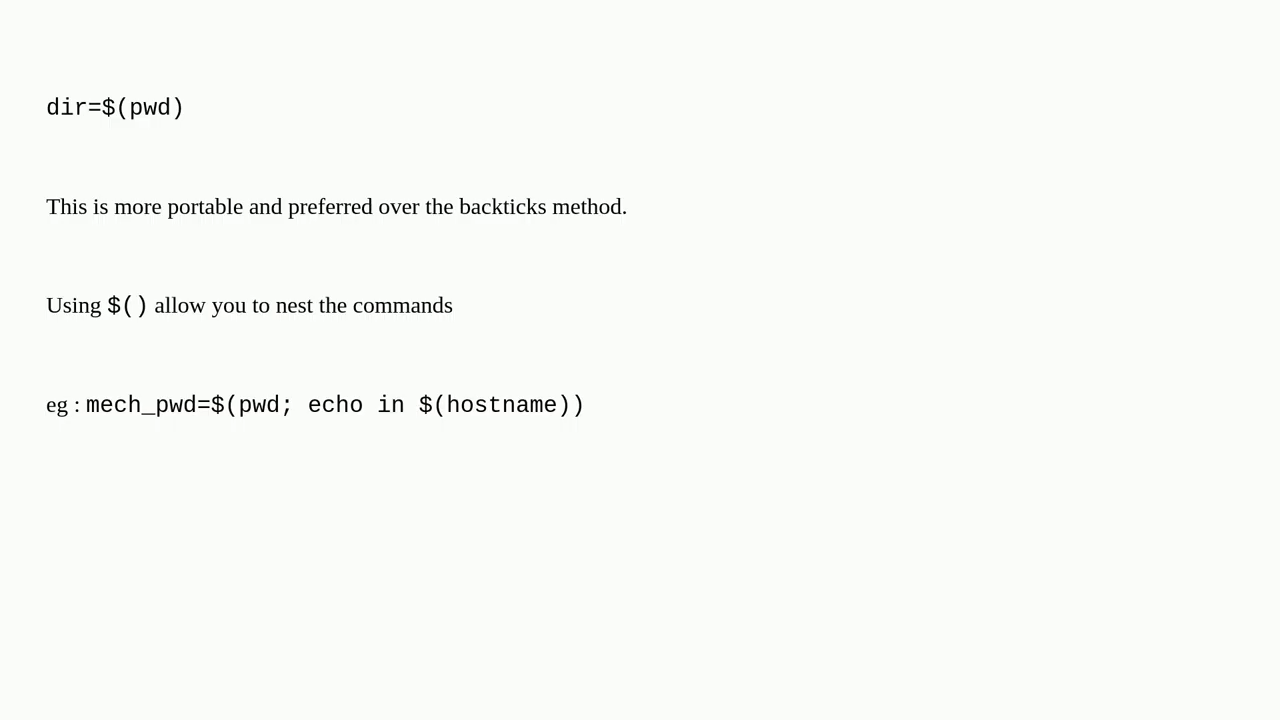 dir=$(pwd)
This is more portable and preferred over the backticks method.
Using $() allow you to nest the commands
eg : mech_pwd=$(pwd; echo in $(hostname))